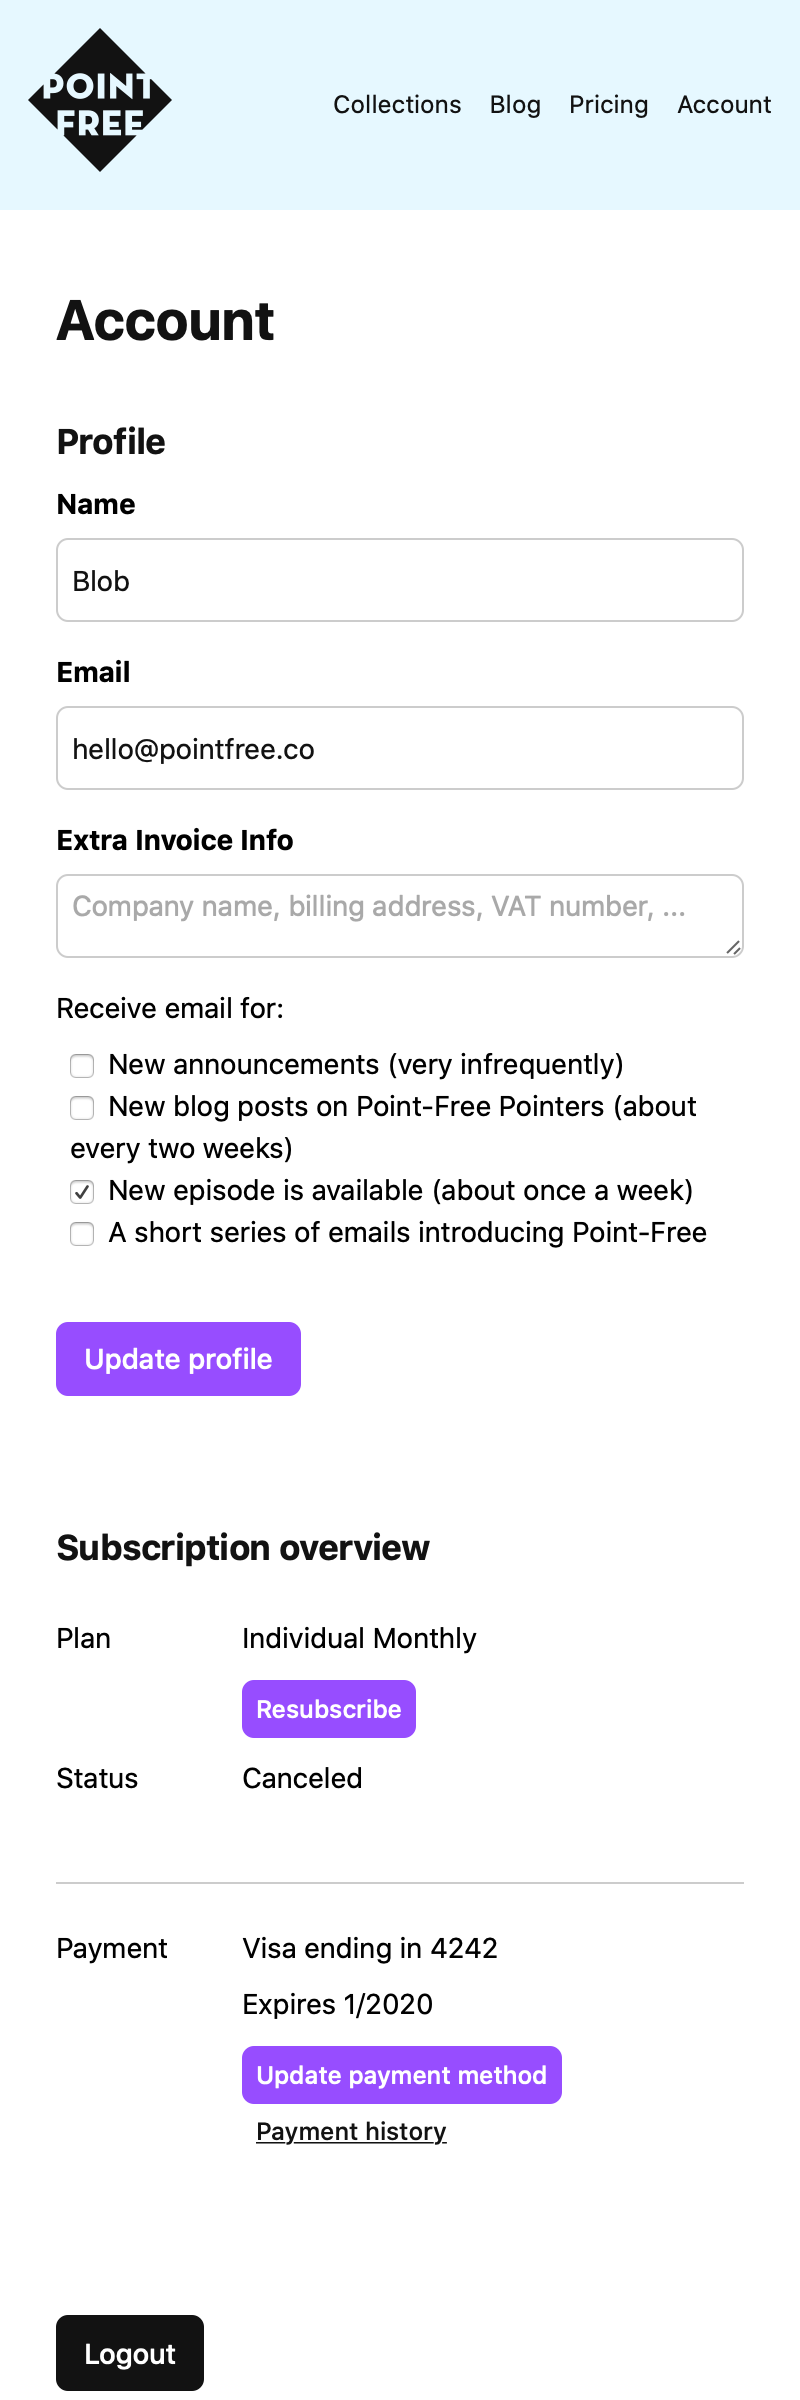 POINT
FREE
Collections Blog Pricing Account
Account
Profile
Name
Blob
Email
hello@pointfree.co
Extra Invoice Info
Company name, billing address, VAT number, ...
Receive email for:
New announcements (very infrequently)
New blog posts on Point-Free Pointers (about
every two weeks)
New episode is available (about once a week)
A short series of emails introducing Point-Free
Update profile
Subscription overview
Plan Individual Monthly
Resubscribe
Status Canceled
Payment Visa ending in 4242
Expires 1/2020
Update payment method
Payment history
Logout